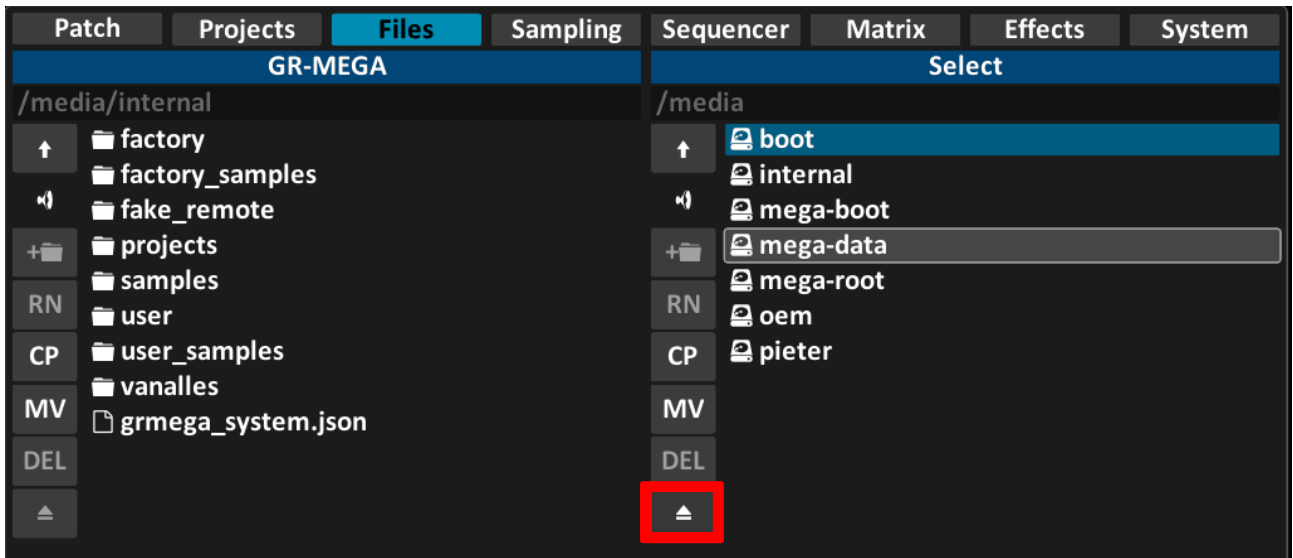 Patch Projects Files Sampling Sequencer Matrix Effects System
GR-MEGA
/media/internal
factory
factory_samples
fake_remote
projects
samples
user
user_samples
vanalles
grmega_system.json
+
RN
CP
MV
DEL
Select
/media
boot
internal
mega-boot
mega-data
mega-root
oem
pieter
+
RN
CP
MV
DEL